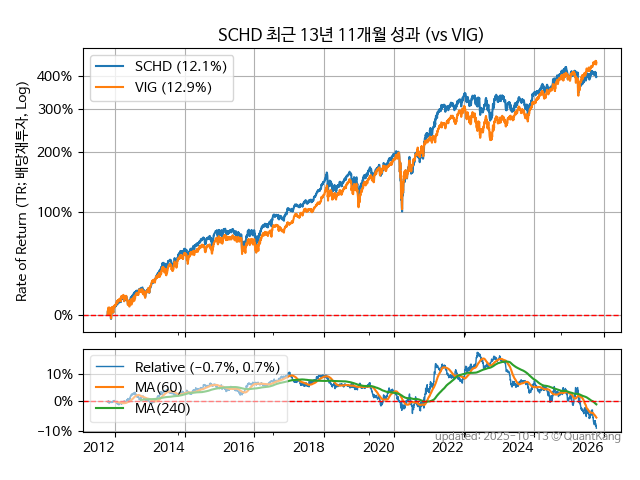 SCHD 최근 13년 11개월 성과 (vs VIG)
Rate of Return (TR; 배당재투자, Log)
400%
300%
200%
100%
0%
SCHD (12.1%)
VIG (12.9%)
10%
0%
−10%
Relative (−0.7%, 0.7%)
MA(60)
MA(240)
2012 2014 2016 2018 2020 2022 2024 2026
updated: 2025-10-13 © QuantKang